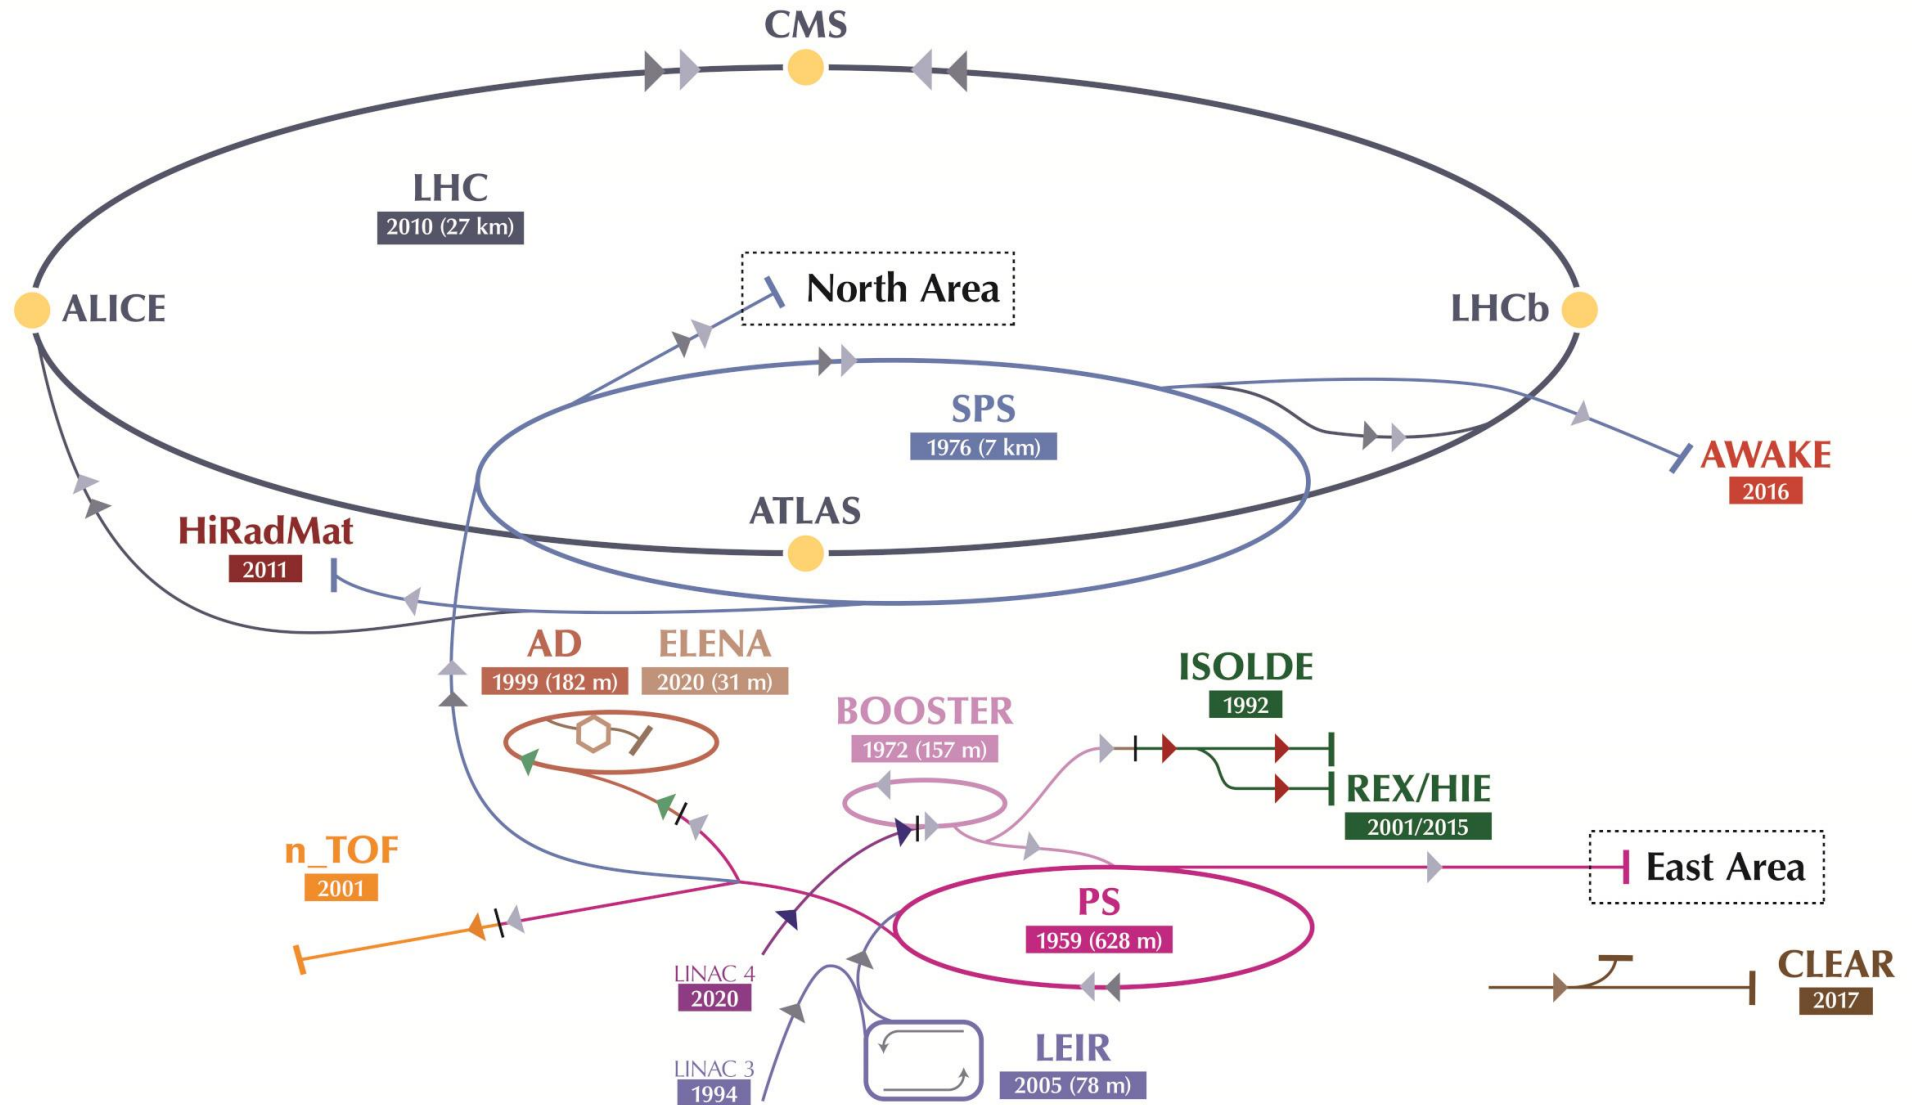 CMS
LHC
2010 (27 km)
North Area
ALICE
LHCb
SPS
1976 (7 km)
AWAKE
2016
ATLAS
HiRadMat
2011
AD
1999 (182 m)
ELENA
2020 (31 m)
ISOLDE
1992
BOOSTER
1972 (157 m)
REX/HIE
2001/2015
n_TOF
2001
East Area
PS
1959 (628 m)
LINAC 4
2020
CLEAR
2017
LEIR
2005 (78 m)
LINAC 3
1994